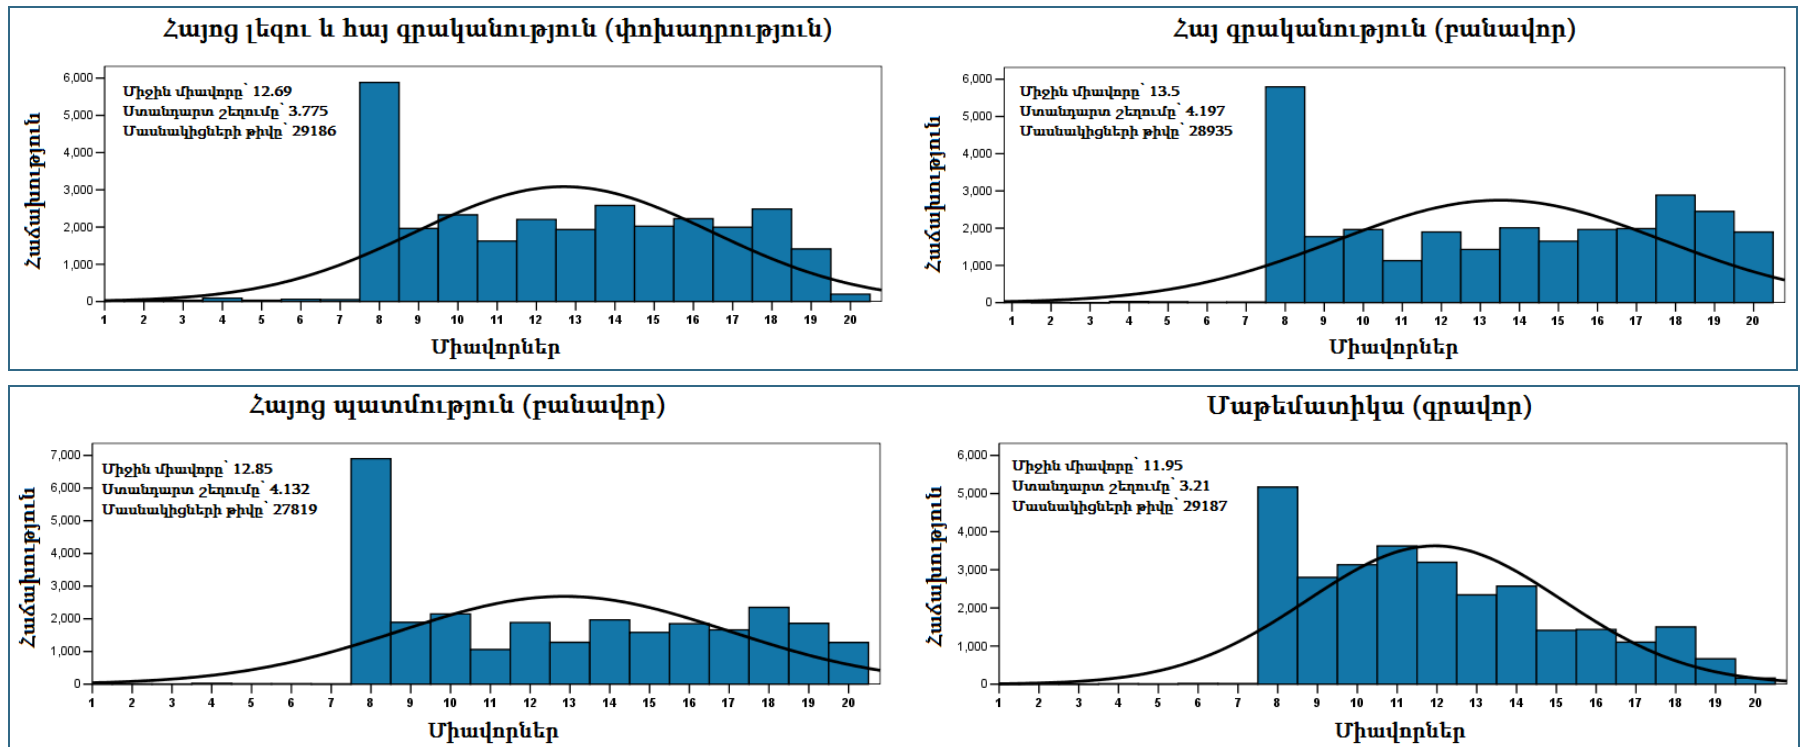 Հայոց լեզու և հայ գրականություն (փոխադրություն)
Միջին միավորը՝ 12.69
Ստանդարտ շեղումը՝ 3.775
Մասնակիցների թիվը՝ 29186
Հաճախություն
6,000
5,000
4,000
3,000
2,000
1,000
0
1 2 3 4 5 6 7 8 9 10 11 12 13 14 15 16 17 18 19 20
Միավորներ
Հայ գրականություն (բանավոր)
Միջին միավորը՝ 13.5
Ստանդարտ շեղումը՝ 4.197
Մասնակիցների թիվը՝ 28935
Հաճախություն
6,000
5,000
4,000
3,000
2,000
1,000
0
1 2 3 4 5 6 7 8 9 10 11 12 13 14 15 16 17 18 19 20
Միավորներ
Հայոց պատմություն (բանավոր)
Միջին միավորը՝ 12.85
Ստանդարտ շեղումը՝ 4.132
Մասնակիցների թիվը՝ 27819
Հաճախություն
7,000
6,000
5,000
4,000
3,000
2,000
1,000
0
1 2 3 4 5 6 7 8 9 10 11 12 13 14 15 16 17 18 19 20
Միավորներ
Մաթեմատիկա (գրավոր)
Միջին միավորը՝ 11.95
Ստանդարտ շեղումը՝ 3.21
Մասնակիցների թիվը՝ 29187
Հաճախություն
6,000
5,000
4,000
3,000
2,000
1,000
0
1 2 3 4 5 6 7 8 9 10 11 12 13 14 15 16 17 18 19 20
Միավորներ